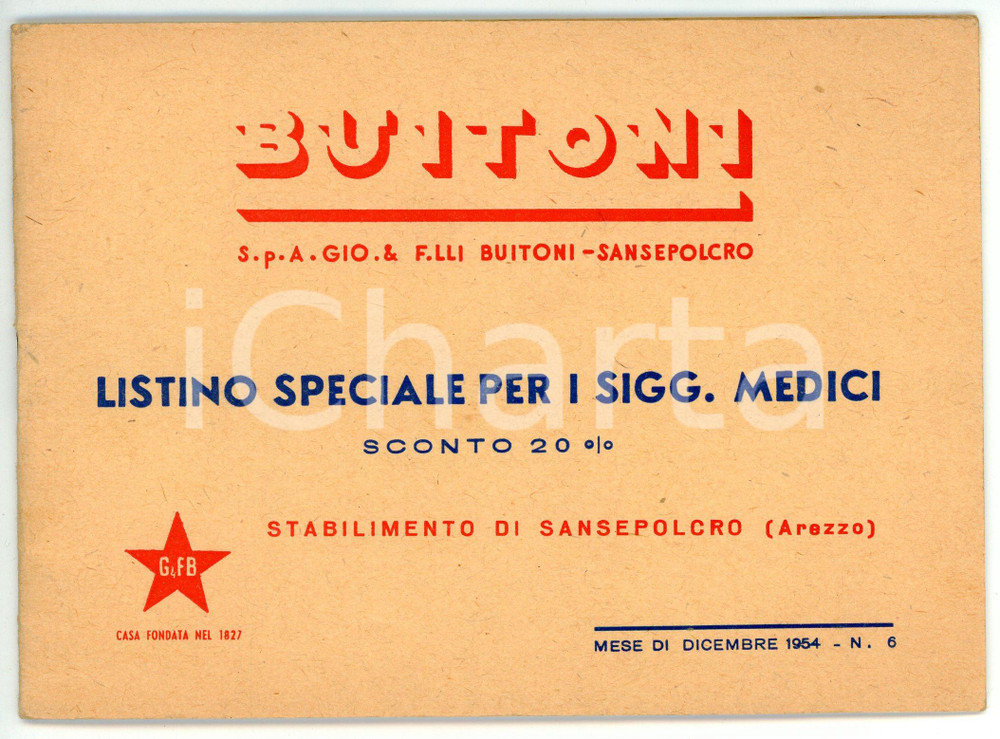 BUITONI
S.p.A. GIO. & F.LLI BUITONI - SANSEPOLCRO
iCharta
LISTINO SPECIALE PER I SIGG. MEDICI
SCONTO 20 %
STABILIMENTO DI SANSEPOLCRO (Arezzo)
G&FB
CASA FONDATA NEL 1827
MESE DI DICEMBRE 1954 - N. 6